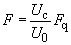 F = U_c / U_0 F_q